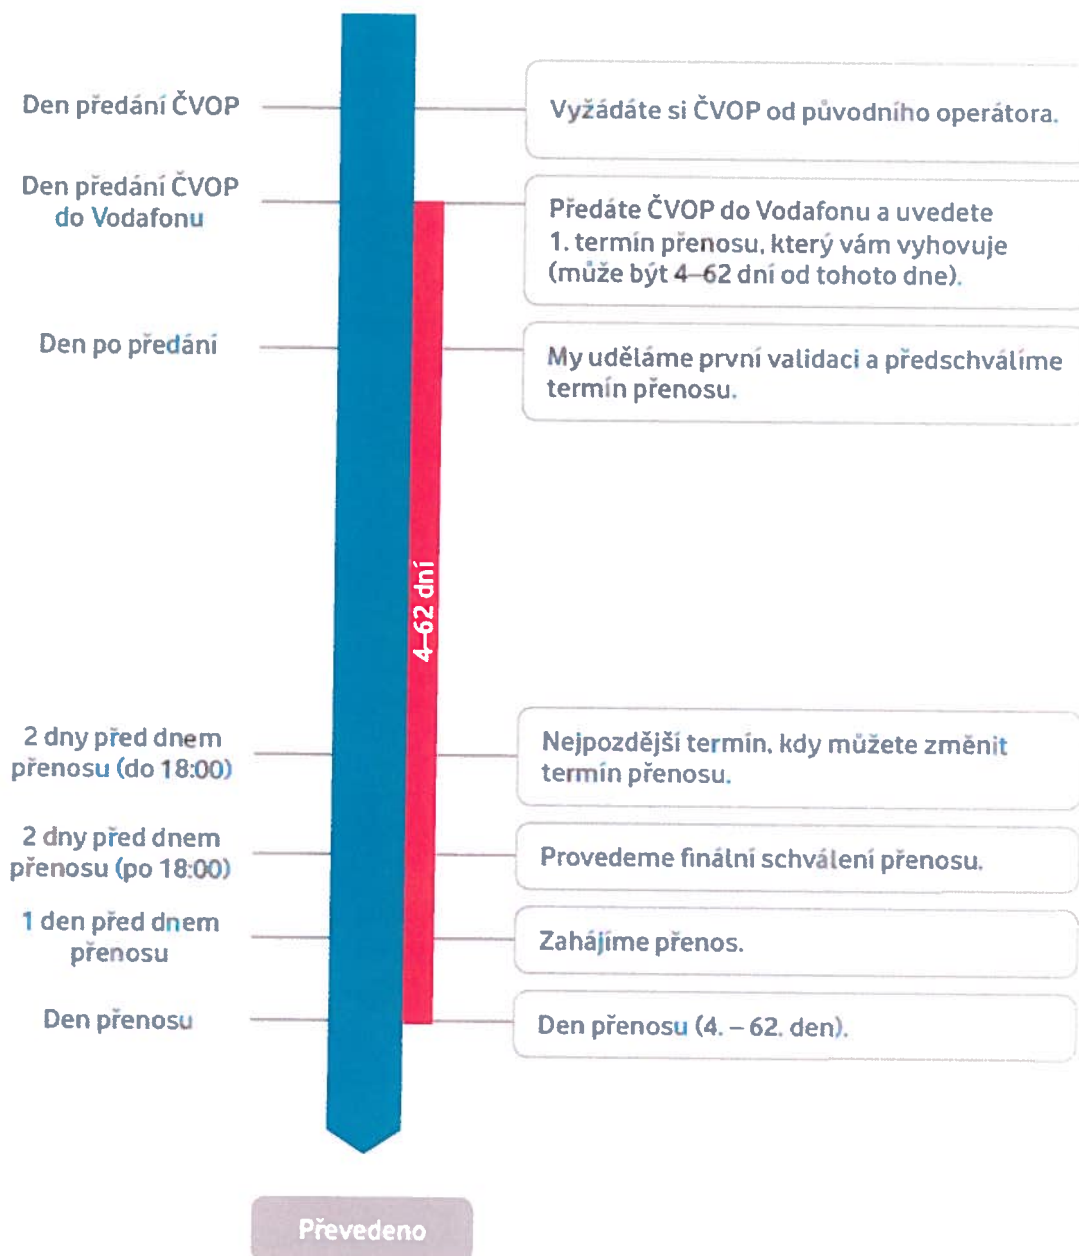 Den předání ČVOP
Vyžádáte si ČVOP od původního operátora.
Den předání ČVOP
do Vodafonu
Předáte ČVOP do Vodafonu a uvedete
1. termín přenosu, který vám vyhovuje
(může být 4–62 dní od tohoto dne).
Den po předání
My uděláme první validaci a předschválíme
termín přenosu.
4–62 dní
2 dny před dnem
přenosu (do 18:00)
Nejpozdější termín, kdy můžete změnit
termín přenosu.
2 dny před dnem
přenosu (po 18:00)
Provedeme finální schválení přenosu.
1 den před dnem
přenosu
Zahájíme přenos.
Den přenosu
Den přenosu (4. – 62. den).
Převedeno